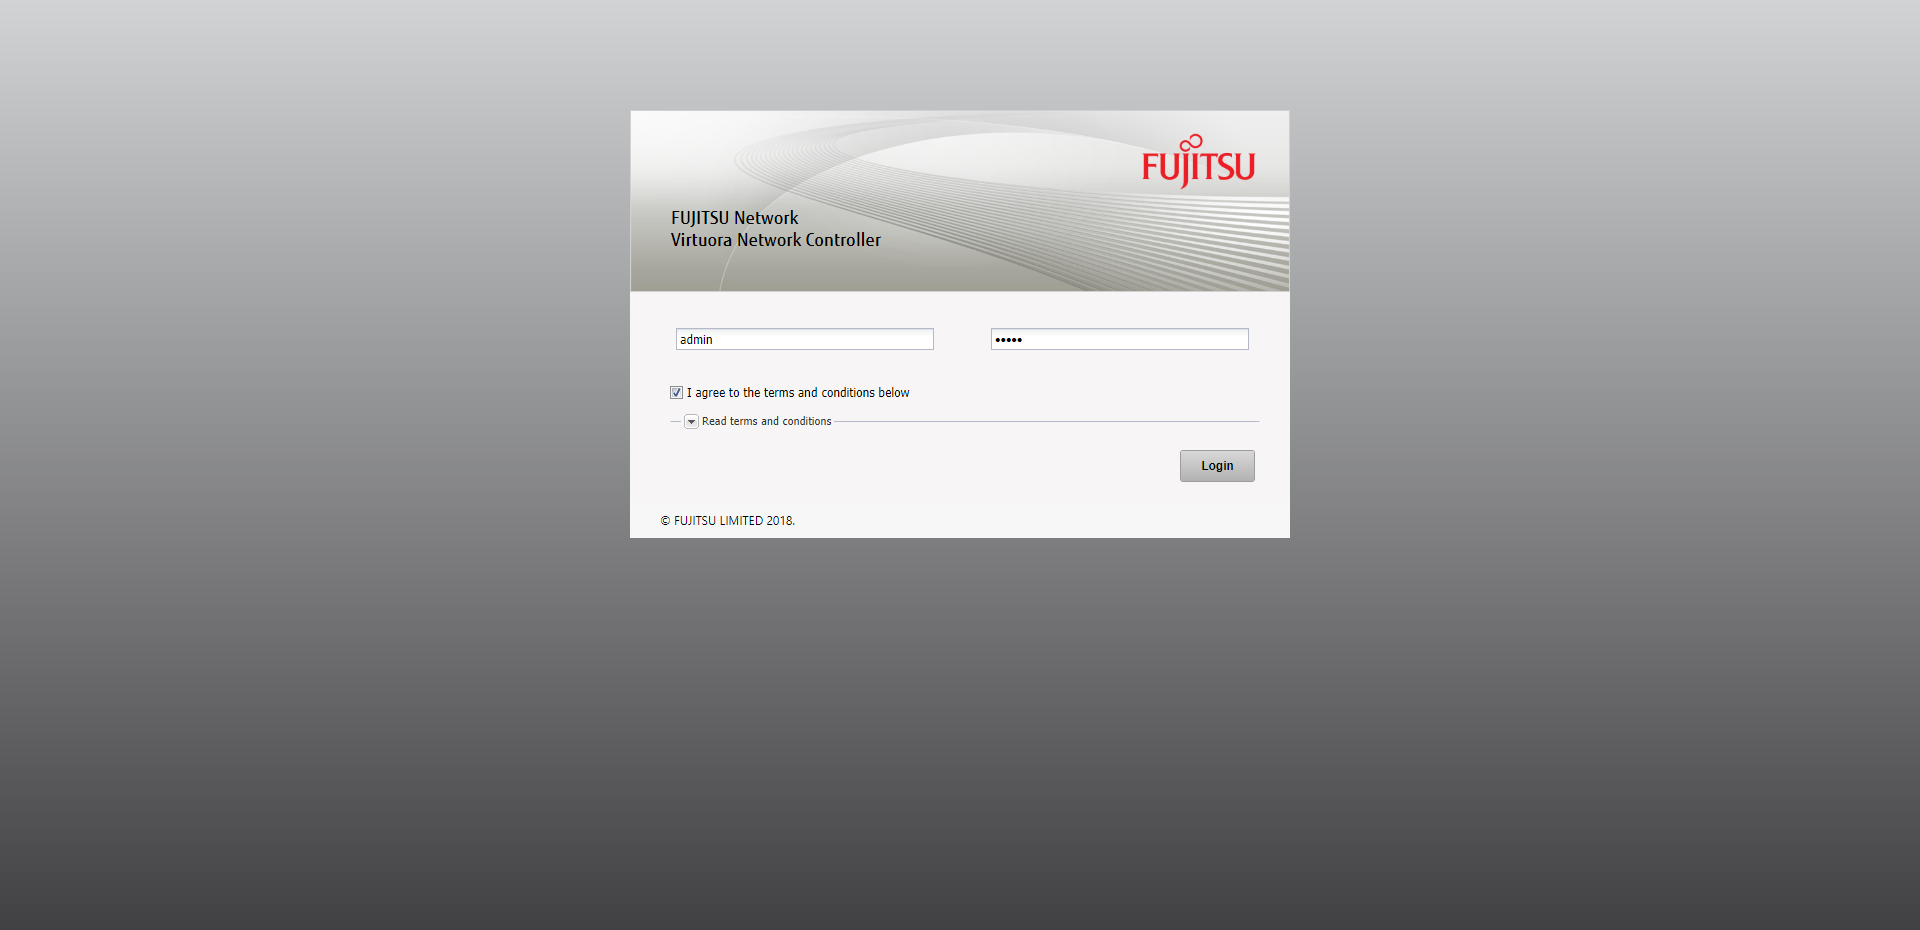 FUJITSU
FUJITSU Network
Virtuora Network Controller
admin
•••••
I agree to the terms and conditions below
Read terms and conditions
Login
© FUJITSU LIMITED 2018.